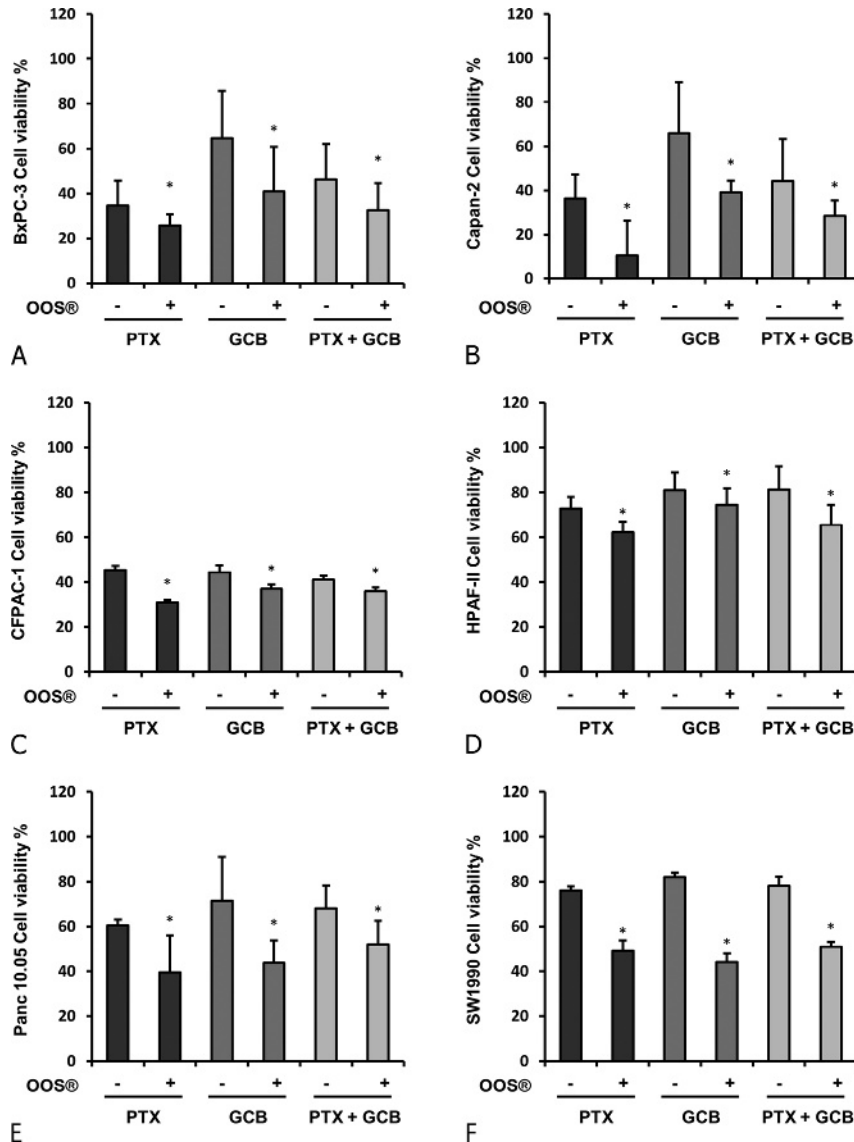 BxPC-3 Cell viability %
120
100
80
60
40
20
0
*
*
*
OOS®
- + - + - +
PTX GCB PTX + GCB
A
Capan-2 Cell viability %
120
100
80
60
40
20
0
*
*
*
OOS®
- + - + - +
PTX GCB PTX + GCB
B
CFPAC-1 Cell viability %
120
100
80
60
40
20
0
*
*
*
OOS®
- + - + - +
PTX GCB PTX + GCB
C
HPAF-II Cell viability %
120
100
80
60
40
20
0
*
*
*
OOS®
- + - + - +
PTX GCB PTX + GCB
D
Panc 10.05 Cell viability %
120
100
80
60
40
20
0
*
*
*
OOS®
- + - + - +
PTX GCB PTX + GCB
E
SW1990 Cell viability %
120
100
80
60
40
20
0
*
*
*
OOS®
- + - + - +
PTX GCB PTX + GCB
F